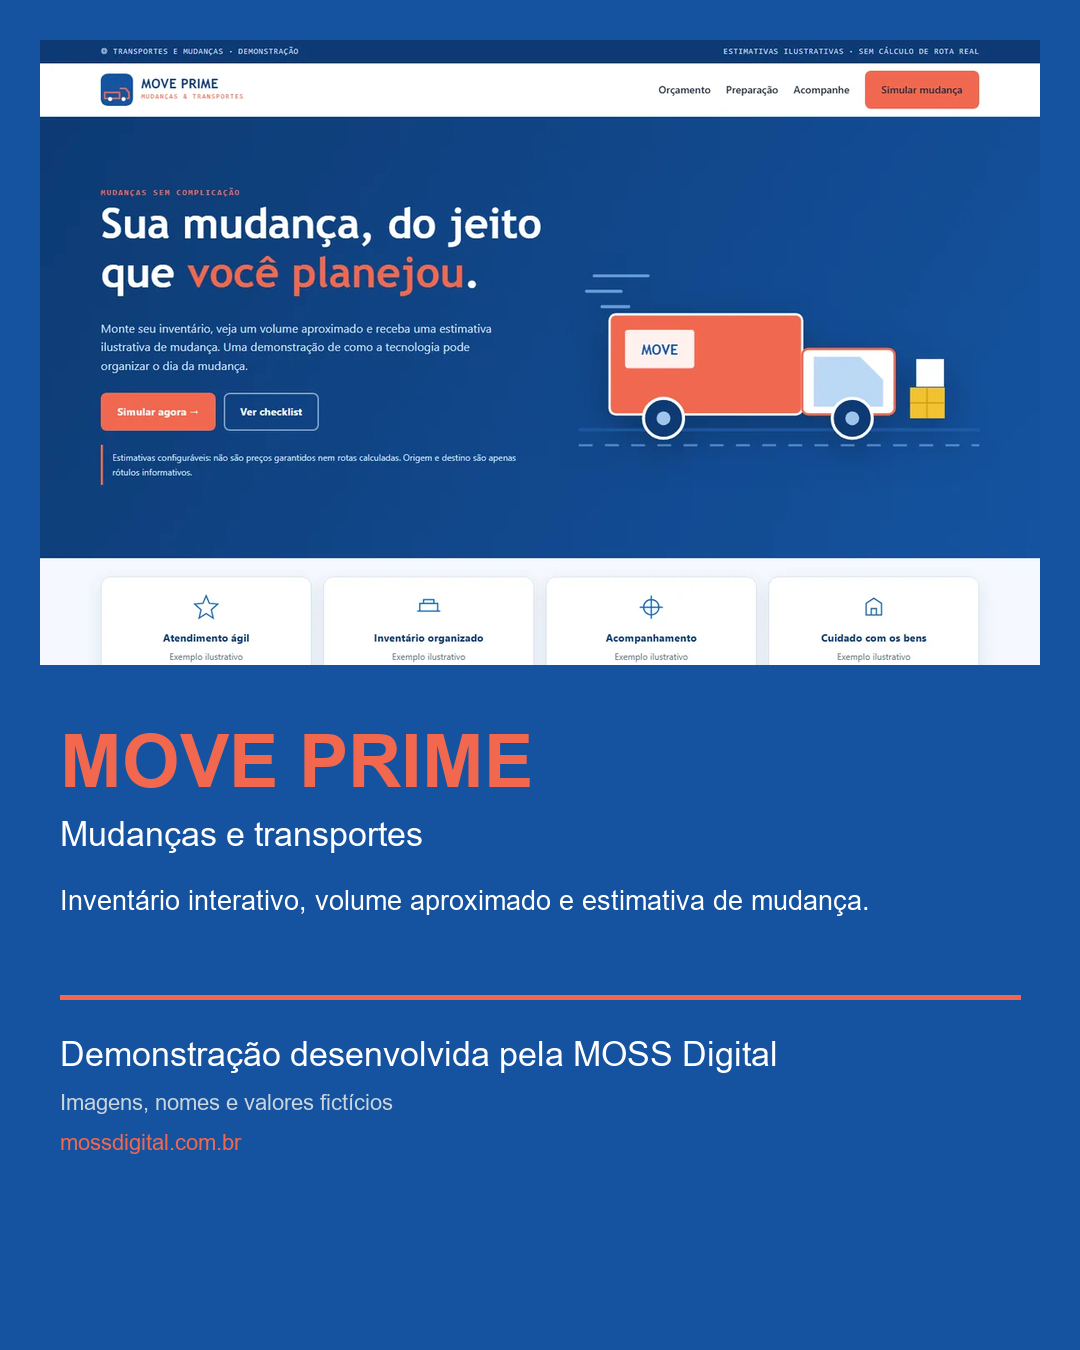 TRANSPORTES E MUDANÇAS · DEMONSTRAÇÃO
ESTIMATIVAS ILUSTRATIVAS · SEM CÁLCULO DE ROTA REAL
MOVE PRIME
MUDANÇAS & TRANSPORTES
Orçamento
Preparação
Acompanhe
Simular mudança
MUDANÇAS SEM COMPLICAÇÃO
Sua mudança, do jeito
que você planejou.
Monte seu inventário, veja um volume aproximado e receba uma estimativa
ilustrativa de mudança. Uma demonstração de como a tecnologia pode
organizar o dia da mudança.
Simular agora →
Ver checklist
Estimativas configuráveis: não são preços garantidos nem rotas calculadas. Origem e destino são apenas
rótulos informativos.
MOVE
Atendimento ágil
Exemplo ilustrativo
Inventário organizado
Exemplo ilustrativo
Acompanhamento
Exemplo ilustrativo
Cuidado com os bens
Exemplo ilustrativo
MOVE PRIME
Mudanças e transportes
Inventário interativo, volume aproximado e estimativa de mudança.
Demonstração desenvolvida pela MOSS Digital
Imagens, nomes e valores fictícios
mossdigital.com.br